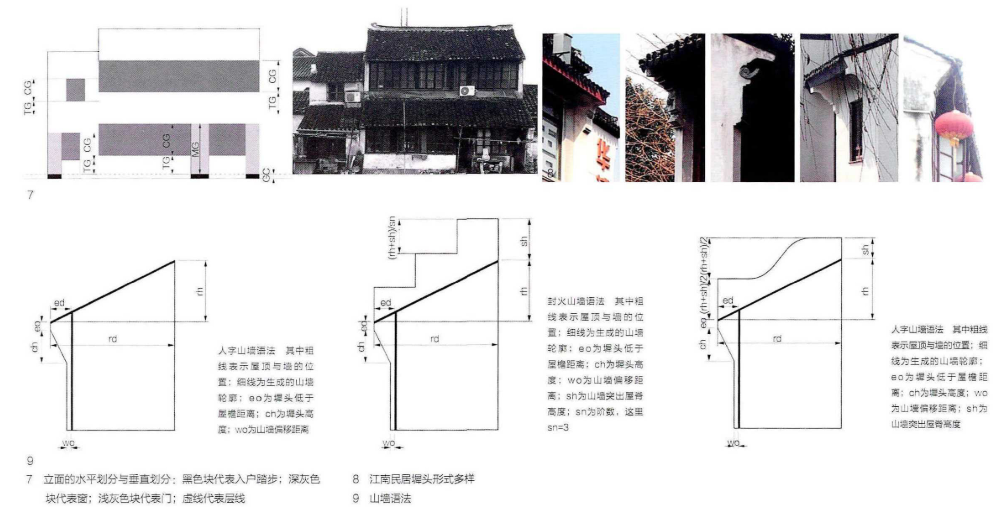 CG
TG
CG
TG
CG
TG
CG
TG
MG
GC
7
8
华
ed
eo
ch
rd
rh
wo
人字山墙语法 其中粗
线表示屋顶与墙的位
置；细线为生成的山墙
轮廓；eo为墀头低于
屋檐距离；ch为墀头高
度；wo为山墙偏移距离
(rh+sh)/sn
sh
rh
ed
eo
ch
rd
wo
封火山墙语法 其中粗
线表示屋顶与墙的位
置；细线为生成的山墙
轮廓；eo为墀头低于
屋檐距离；ch为墀头高
度；wo为山墙偏移距
离；sh为山墙突出屋脊
高度；sn为阶数，这里
sn=3
(rh+sh)/2
(rh+sh)/2
sh
rh
ed
eo
ch
rd
wo
人字山墙语法 其中粗线
表示屋顶与墙的位置；细
线为生成的山墙轮廓；
eo为墀头低于屋檐距
离；ch为墀头高度；wo
为山墙偏移距离；sh为
山墙突出屋脊高度
9
7 立面的水平划分与垂直划分：黑色块代表入户踏步；深灰色
块代表窗；浅灰色块代表门；虚线代表层线
8 江南民居墀头形式多样
9 山墙语法